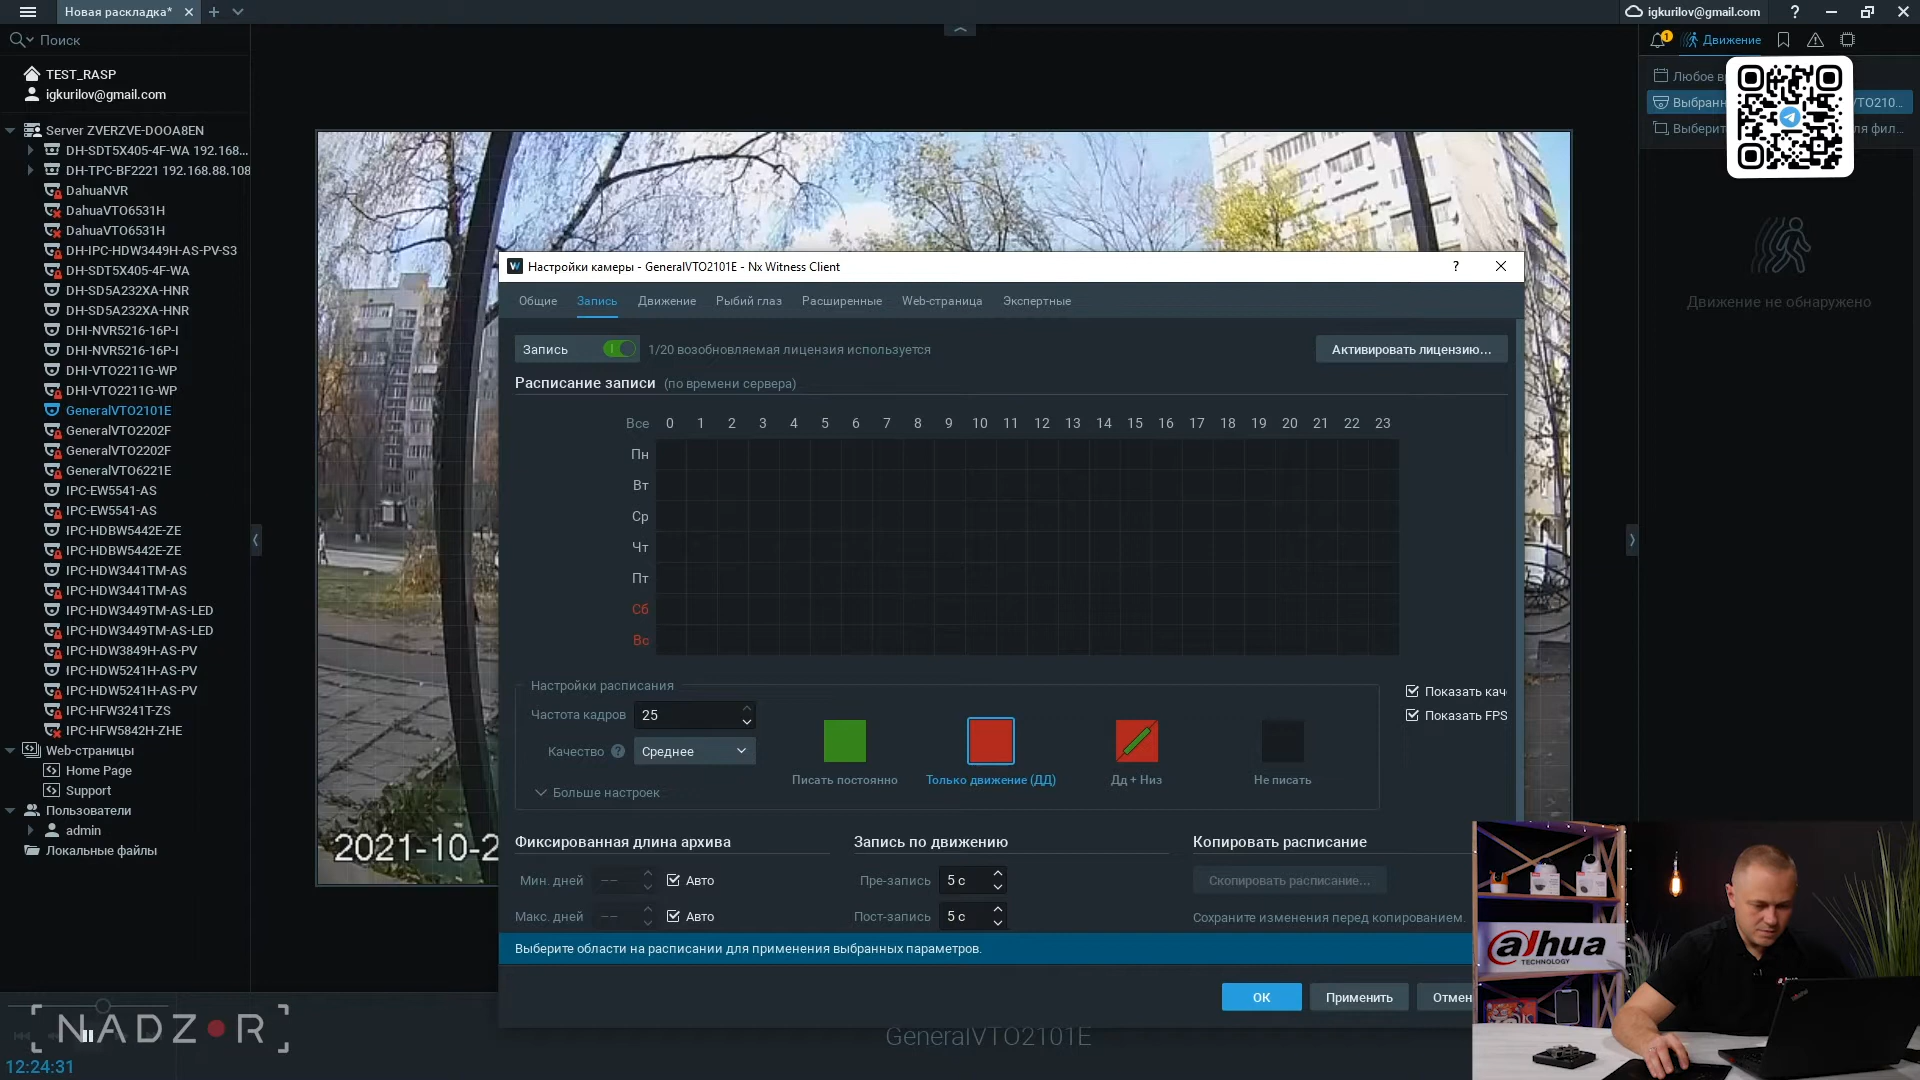 Новая раскладка*
igkurilov@gmail.com
?
Поиск
1
Движение
TEST_RASP
igkurilov@gmail.com
Любое в
Выбранн
VTO210...
Выберит
ля фил...
Server ZVERZVE-DOOA8EN
DH-SDT5X405-4F-WA 192.168...
DH-TPC-BF2221 192.168.88.108
DahuaNVR
DahuaVTO6531H
DahuaVTO6531H
DH-IPC-HDW3449H-AS-PV-S3
DH-SDT5X405-4F-WA
DH-SD5A232XA-HNR
DH-SD5A232XA-HNR
DHI-NVR5216-16P-I
DHI-NVR5216-16P-I
DHI-VTO2211G-WP
DHI-VTO2211G-WP
GeneralVTO2101E
GeneralVTO2202F
GeneralVTO2202F
GeneralVTO6221E
IPC-EW5541-AS
IPC-EW5541-AS
IPC-HDBW5442E-ZE
IPC-HDBW5442E-ZE
IPC-HDW3441TM-AS
IPC-HDW3441TM-AS
IPC-HDW3449TM-AS-LED
IPC-HDW3449TM-AS-LED
IPC-HDW3849H-AS-PV
IPC-HDW5241H-AS-PV
IPC-HDW5241H-AS-PV
IPC-HFW3241T-ZS
IPC-HFW5842H-ZHE
Web-страницы
Home Page
Support
Пользователи
admin
Локальные файлы
Движение не обнаружено
Настройки камеры - GeneralVTO2101E - Nx Witness Client
?
Общие Запись Движение Рыбий глаз Расширенные Web-страница Экспертные
Запись 1/20 возобновляемая лицензия используется Активировать лицензию...
Расписание записи (по времени сервера)
Все 0 1 2 3 4 5 6 7 8 9 10 11 12 13 14 15 16 17 18 19 20 21 22 23
Пн
Вт
Ср
Чт
Пт
Сб
Вс
Настройки расписания
Показать кач
Частота кадров 25
Показать FPS
Качество ? Среднее
Писать постоянно Только движение (ДД) Дд + Низ Не писать
Больше настроек
Фиксированная длина архива Запись по движению Копировать расписание
Мин. дней -- Авто Пре-запись 5 с Скопировать расписание...
Макс. дней -- Авто Пост-запись 5 с Сохраните изменения перед копированием.
Выберите области на расписании для применения выбранных параметров.
OK Применить Отмен
2021-10-2
NADZOR
GeneralVTO2101E
12:24:31
alhua
TECHNOLOGY